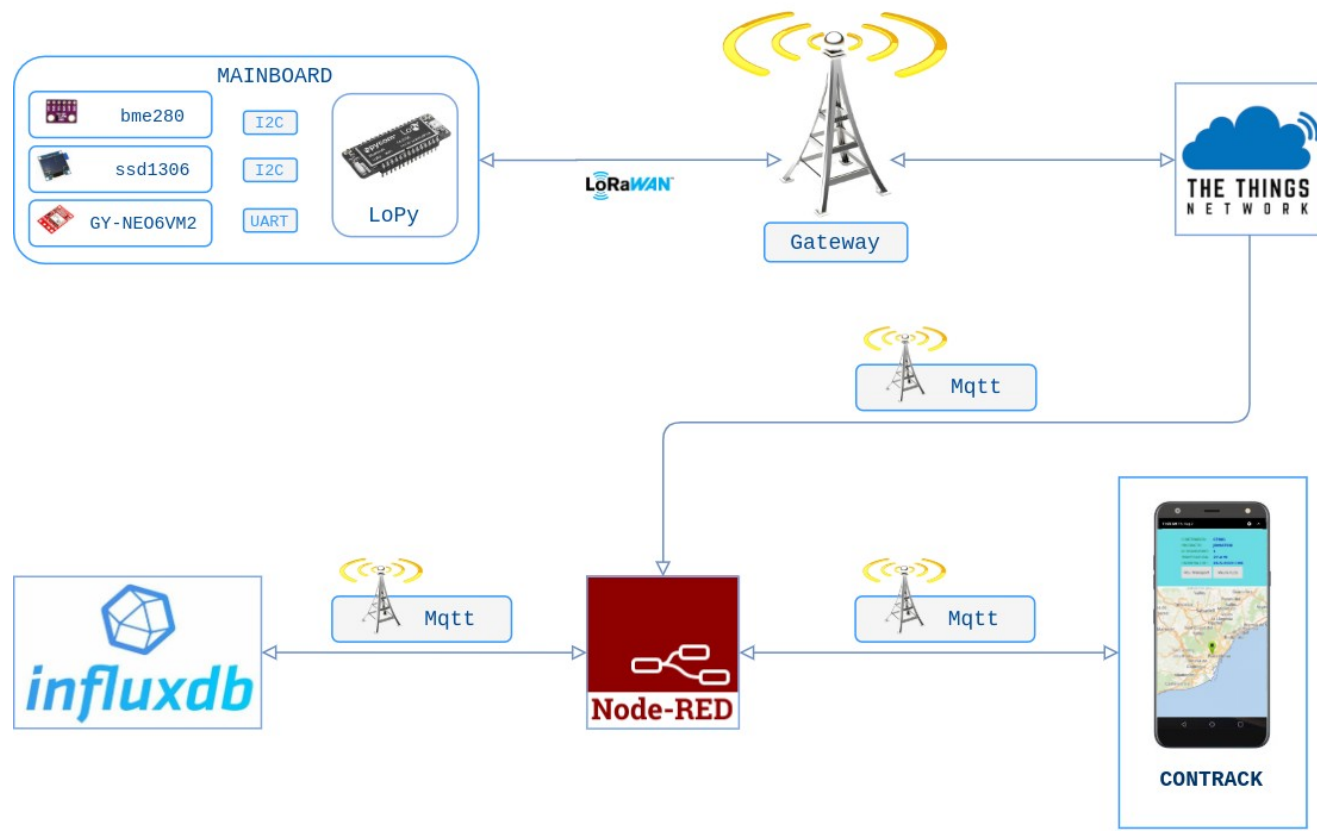 MAINBOARD
bme280
I2C
ssd1306
I2C
GY-NEO6VM2
UART
LoPy
LoRaWAN
Gateway
THE THINGS
NETWORK
Mqtt
Mqtt
Mqtt
influxdb
Node-RED
CONTRACK